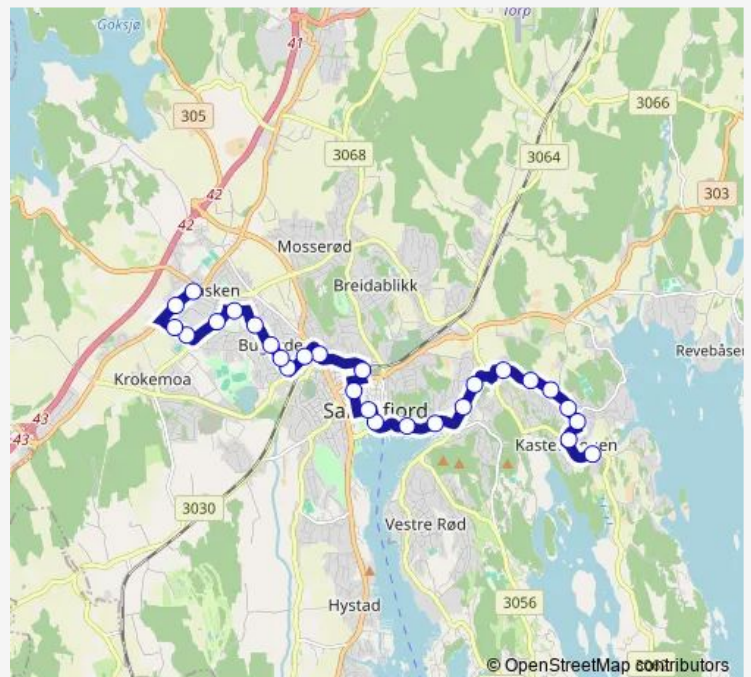 Goksjø
Torp
41
305
3066
3068
3064
42
303
42
Mosserød
Breidablikk
Revebåsen
Krokemoa
43
43
3030
Vestre Rød
Hystad
3056
© OpenStreetMap contributors